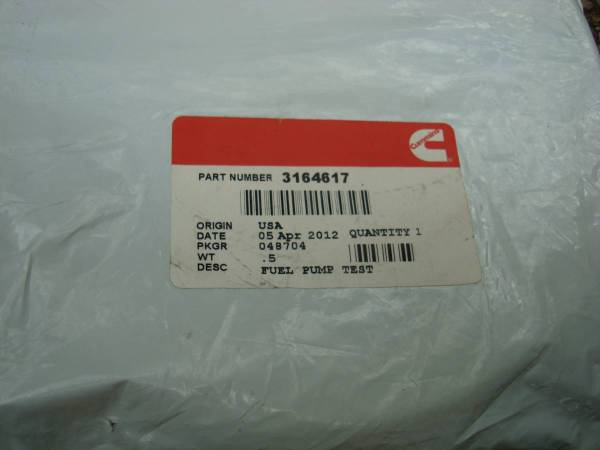 Cummins
PART NUMBER 3164617
ORIGIN USA
DATE 05 Apr 2012 QUANTITY 1
PKGR 048704
WT .5
DESC FUEL PUMP TEST